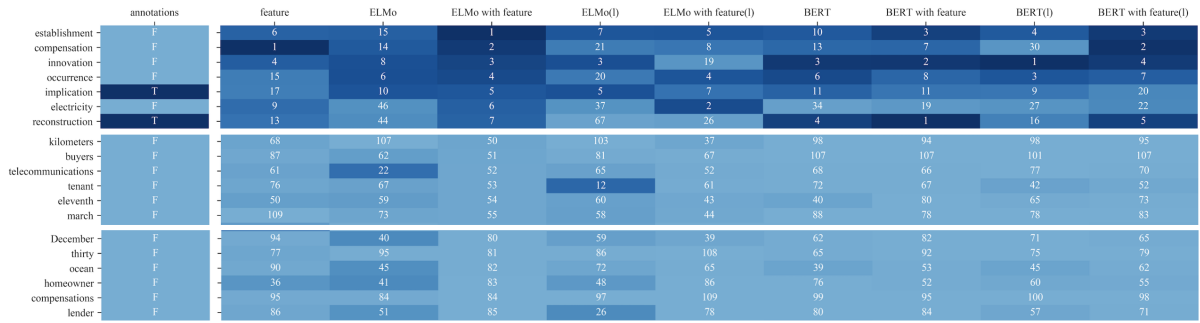 annotations feature ELMo ELMo with feature ELMo(l) ELMo with feature(l) BERT BERT with feature BERT(l) BERT with feature(l)
establishment F 6 15 1 7 5 10 3 4 3
compensation F 1 14 2 21 8 13 7 30 2
innovation F 4 8 3 3 19 3 2 1 4
occurrence F 15 6 4 20 4 6 8 3 7
implication T 17 10 5 5 7 11 11 9 20
electricity F 9 46 6 37 2 34 19 27 22
reconstruction T 13 44 7 67 26 4 1 16 5
kilometers F 68 107 50 103 37 98 94 98 95
buyers F 87 62 51 81 67 107 107 101 107
telecommunications F 61 22 52 65 52 68 66 77 70
tenant F 76 67 53 12 61 72 67 42 52
eleventh F 50 59 54 60 43 40 80 65 73
march F 109 73 55 58 44 88 78 78 83
December F 94 40 80 59 39 62 82 71 65
thirty F 77 95 81 86 108 65 92 75 79
ocean F 90 45 82 72 65 39 53 45 62
homeowner F 36 41 83 48 86 76 52 60 55
compensations F 95 84 84 97 109 99 95 100 98
lender F 86 51 85 26 78 80 84 57 71